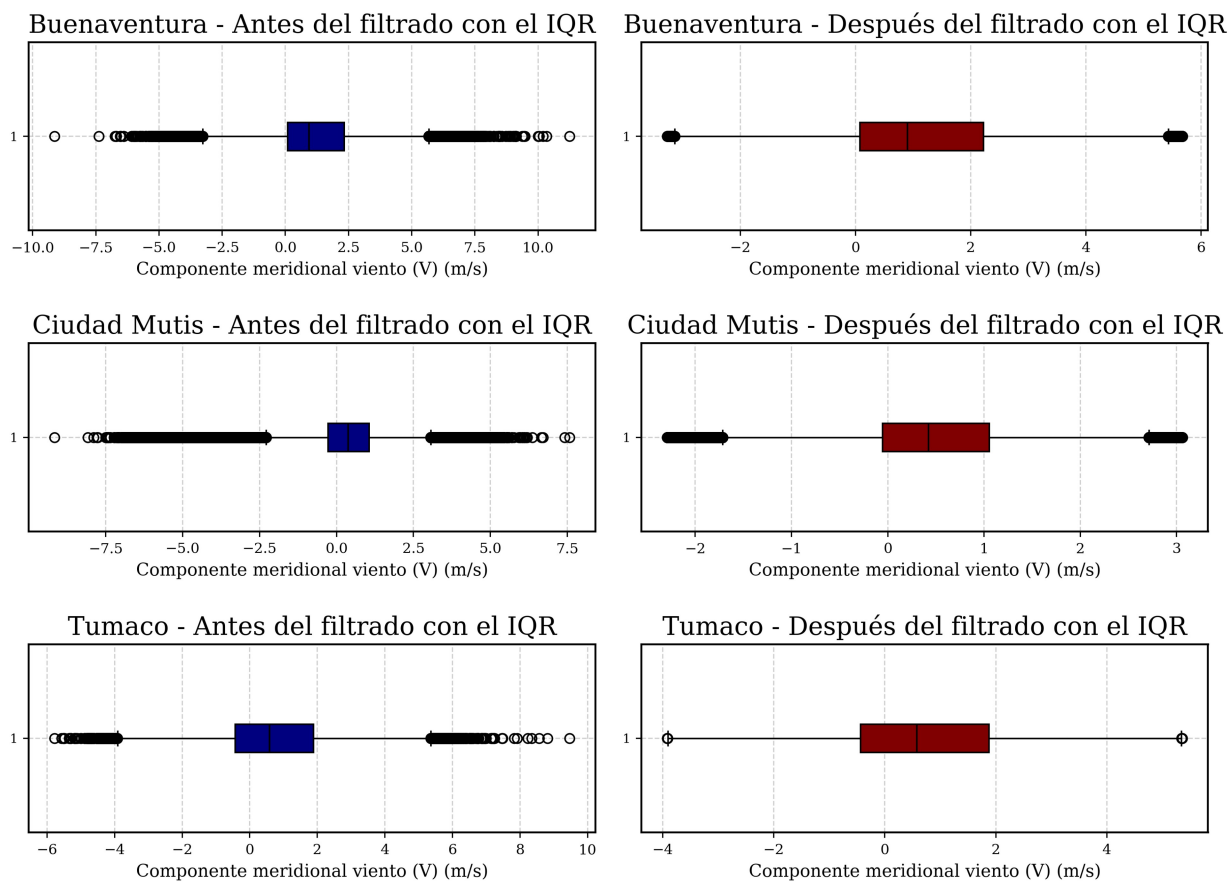 Buenaventura - Antes del filtrado con el IQR
1
−10.0 −7.5 −5.0 −2.5 0.0 2.5 5.0 7.5 10.0
Componente meridional viento (V) (m/s)
Buenaventura - Después del filtrado con el IQR
1
−2 0 2 4 6
Componente meridional viento (V) (m/s)
Ciudad Mutis - Antes del filtrado con el IQR
1
−7.5 −5.0 −2.5 0.0 2.5 5.0 7.5
Componente meridional viento (V) (m/s)
Ciudad Mutis - Después del filtrado con el IQR
1
−2 −1 0 1 2 3
Componente meridional viento (V) (m/s)
Tumaco - Antes del filtrado con el IQR
1
−6 −4 −2 0 2 4 6 8 10
Componente meridional viento (V) (m/s)
Tumaco - Después del filtrado con el IQR
1
−4 −2 0 2 4
Componente meridional viento (V) (m/s)